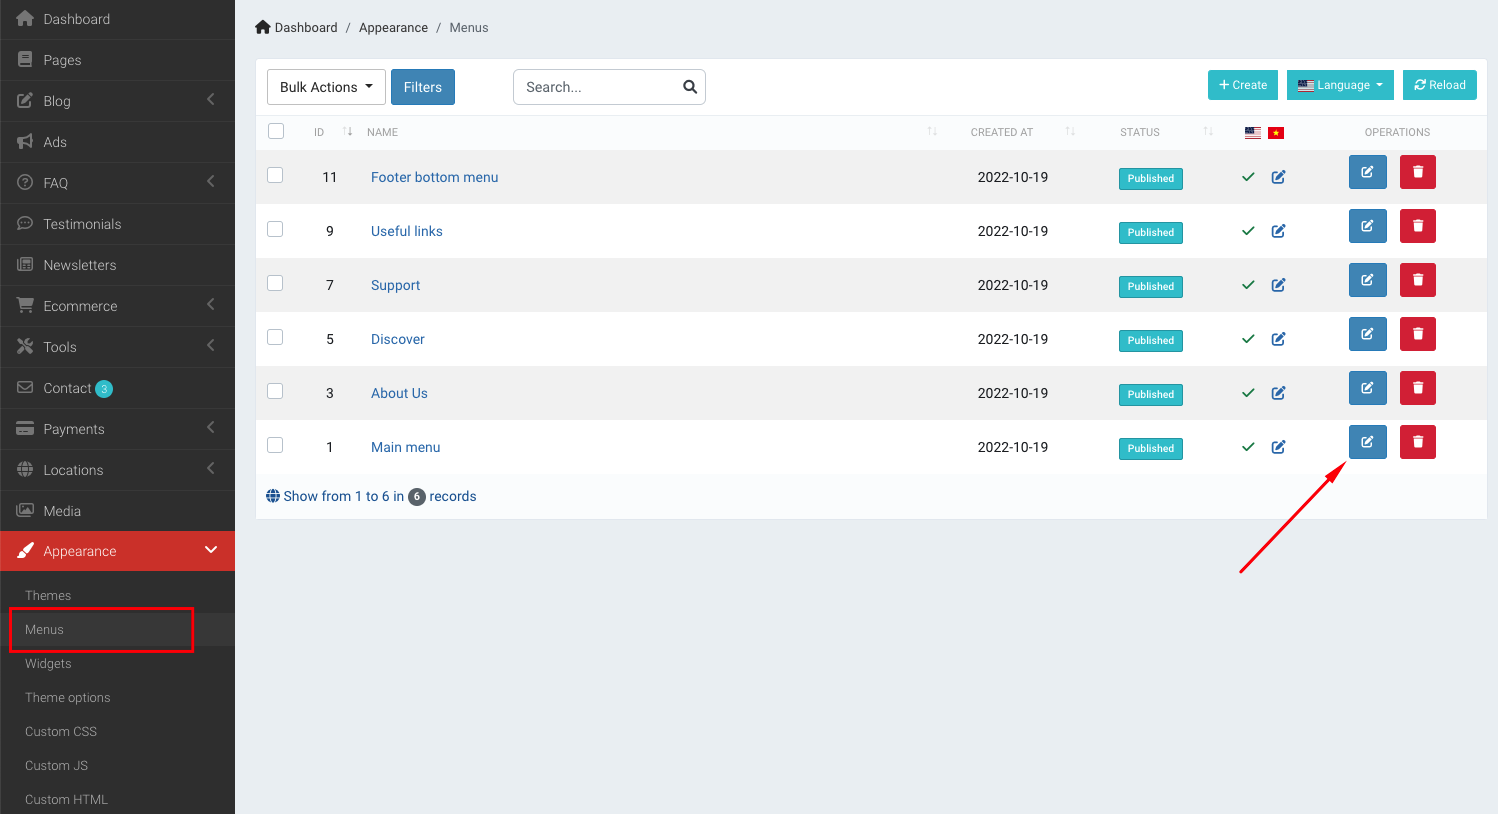 Dashboard
Pages
Blog
Ads
FAQ
Testimonials
Newsletters
Ecommerce
Tools
Contact 3
Payments
Locations
Media
Appearance
Themes
Menus
Widgets
Theme options
Custom CSS
Custom JS
Custom HTML
Dashboard / Appearance / Menus
Bulk Actions Filters Search... Create Language Reload
ID NAME CREATED AT STATUS OPERATIONS
11 Footer bottom menu 2022-10-19 Published
9 Useful links 2022-10-19 Published
7 Support 2022-10-19 Published
5 Discover 2022-10-19 Published
3 About Us 2022-10-19 Published
1 Main menu 2022-10-19 Published
Show from 1 to 6 in 6 records